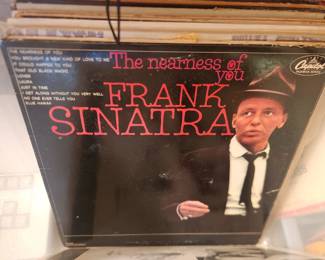 THE NEARNESS OF YOU
YOU BROUGHT A NEW KIND OF LOVE TO ME
IT COULD HAPPEN TO YOU
THAT OLD BLACK MAGIC
LAURA
JUST IN TIME
I GET ALONG WITHOUT YOU VERY WELL
NO ONE EVER TELLS YOU
BLUE HAWAII
The nearness of
you
FRANK
SINATRA
Capitol